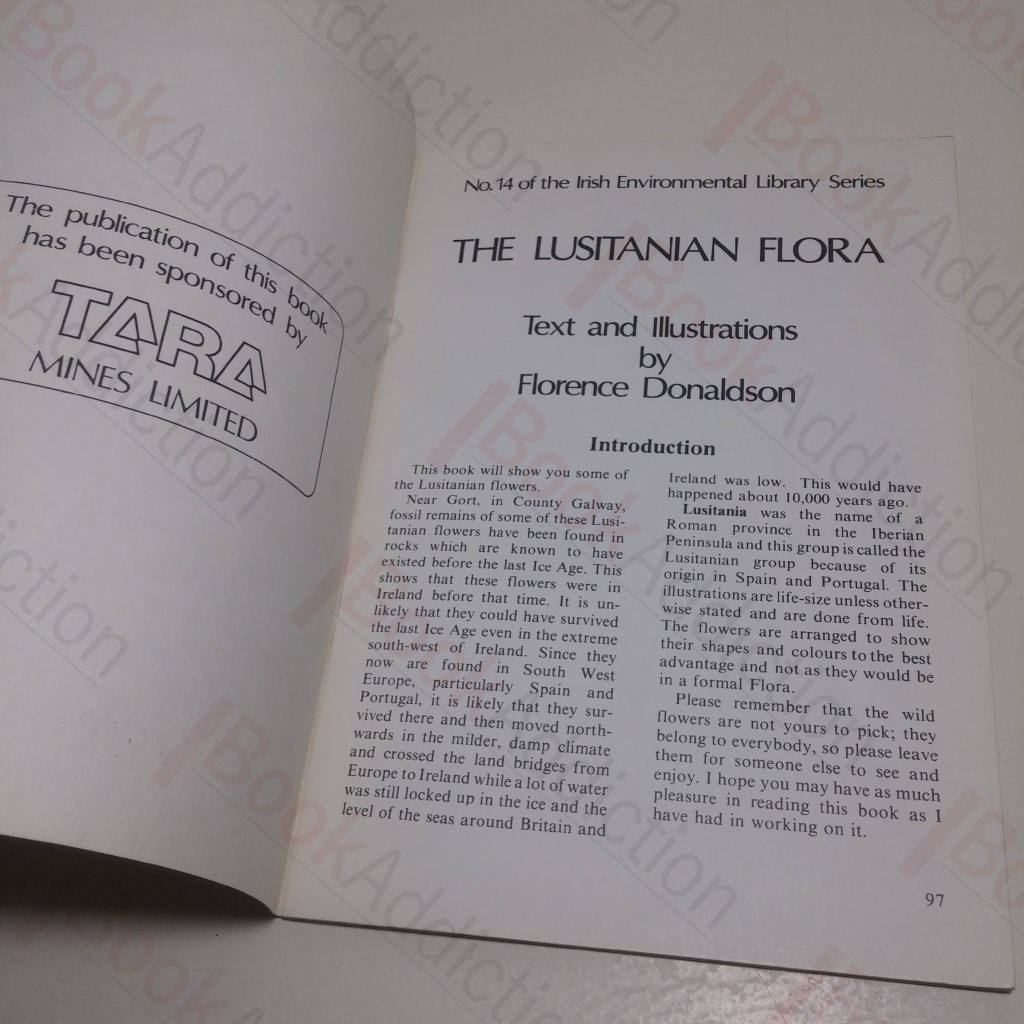 The publication of this book
has been sponsored by
TARA
MINES LIMITED
No. 14 of the Irish Environmental Library Series
THE LUSITANIAN FLORA
Text and Illustrations
by
Florence Donaldson
Introduction
This book will show you some of
the Lusitanian flowers.
Near Gort, in County Galway,
fossil remains of some of these Lusi-
tanian flowers have been found in
rocks which are known to have
existed before the last Ice Age. This
shows that these flowers were in
Ireland before that time. It is un-
likely that they could have survived
the last Ice Age even in the extreme
south-west of Ireland. Since they
now are found in South West
Europe, particularly Spain and
Portugal, it is likely that they sur-
vived there and then moved north-
wards in the milder, damp climate
and crossed the land bridges from
Europe to Ireland while a lot of water
was still locked up in the ice and the
level of the seas around Britain and
Ireland was low. This would have
happened about 10,000 years ago.
Lusitania was the name of a
Roman province in the Iberian
Peninsula and this group is called the
Lusitanian group because of its
origin in Spain and Portugal. The
illustrations are life-size unless other-
wise stated and are done from life.
The flowers are arranged to show
their shapes and colours to the best
advantage and not as they would be
in a formal Flora.
Please remember that the wild
flowers are not yours to pick; they
belong to everybody, so please leave
them for someone else to see and
enjoy. I hope you may have as much
pleasure in reading this book as I
have had in working on it.
97
BookAddiction